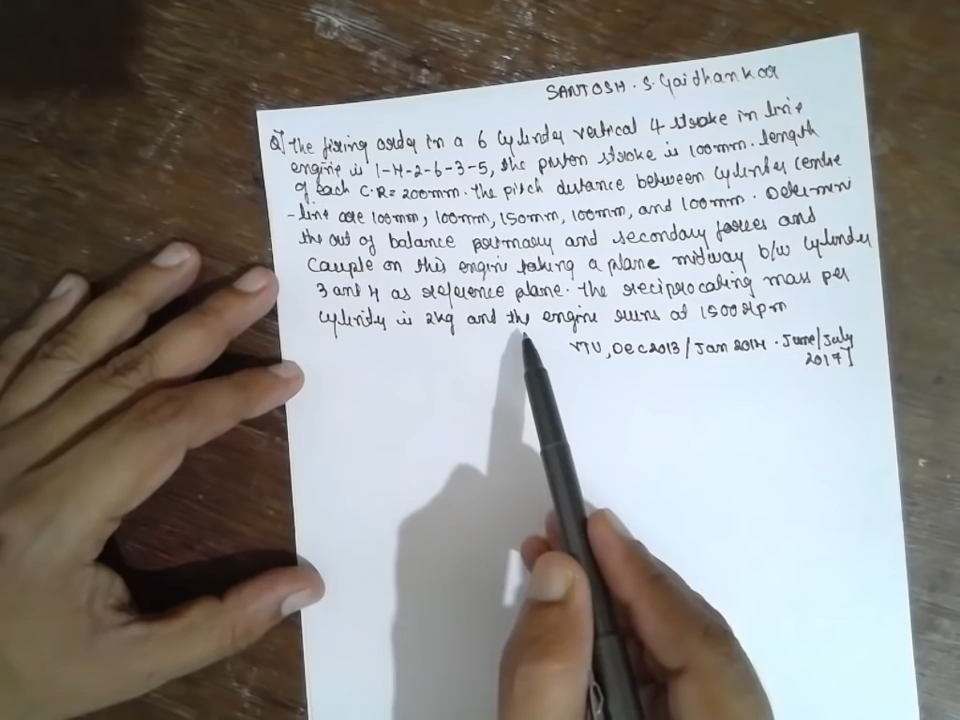 SANTOSH . S. Gaidhankar
Q] The firing order in a 6 cylinder vertical 4 stroke in line
engine is 1-4-2-6-3-5, the piston stroke is 100mm. length
of each C.R = 200mm. The pitch distance between cylinder centre
-line are 100mm, 100mm, 150mm, 100mm, and 100mm. Determine
the out of balance primary and secondary forces and
Couple on this engine taking a plane midway b/w cylinder
3 and 4 as reference plane. The reciprocating mass per
cylinder is 2kg and the engine runs at 1500 rpm
VTU, Dec 2013 / Jan 2014 . June/July
2017]